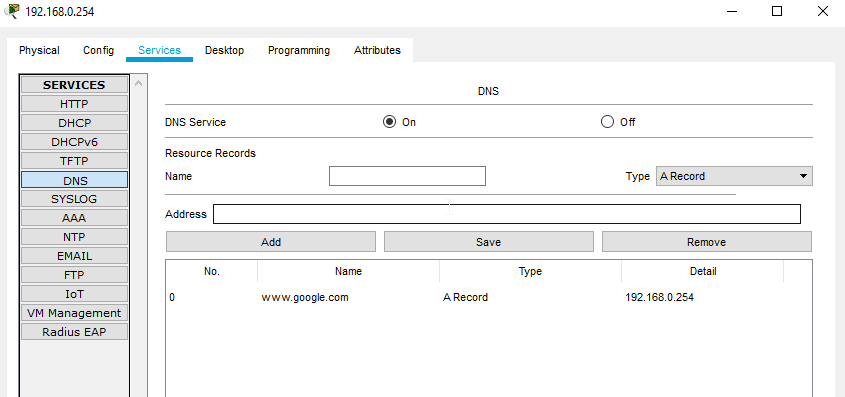 192.168.0.254
Physical Config Services Desktop Programming Attributes
SERVICES
HTTP
DHCP
DHCPv6
TFTP
DNS
SYSLOG
AAA
NTP
EMAIL
FTP
IoT
VM Management
Radius EAP
DNS
DNS Service On Off
Resource Records
Name Type A Record
Address
Add Save Remove
No. Name Type Detail
0 www.google.com A Record 192.168.0.254